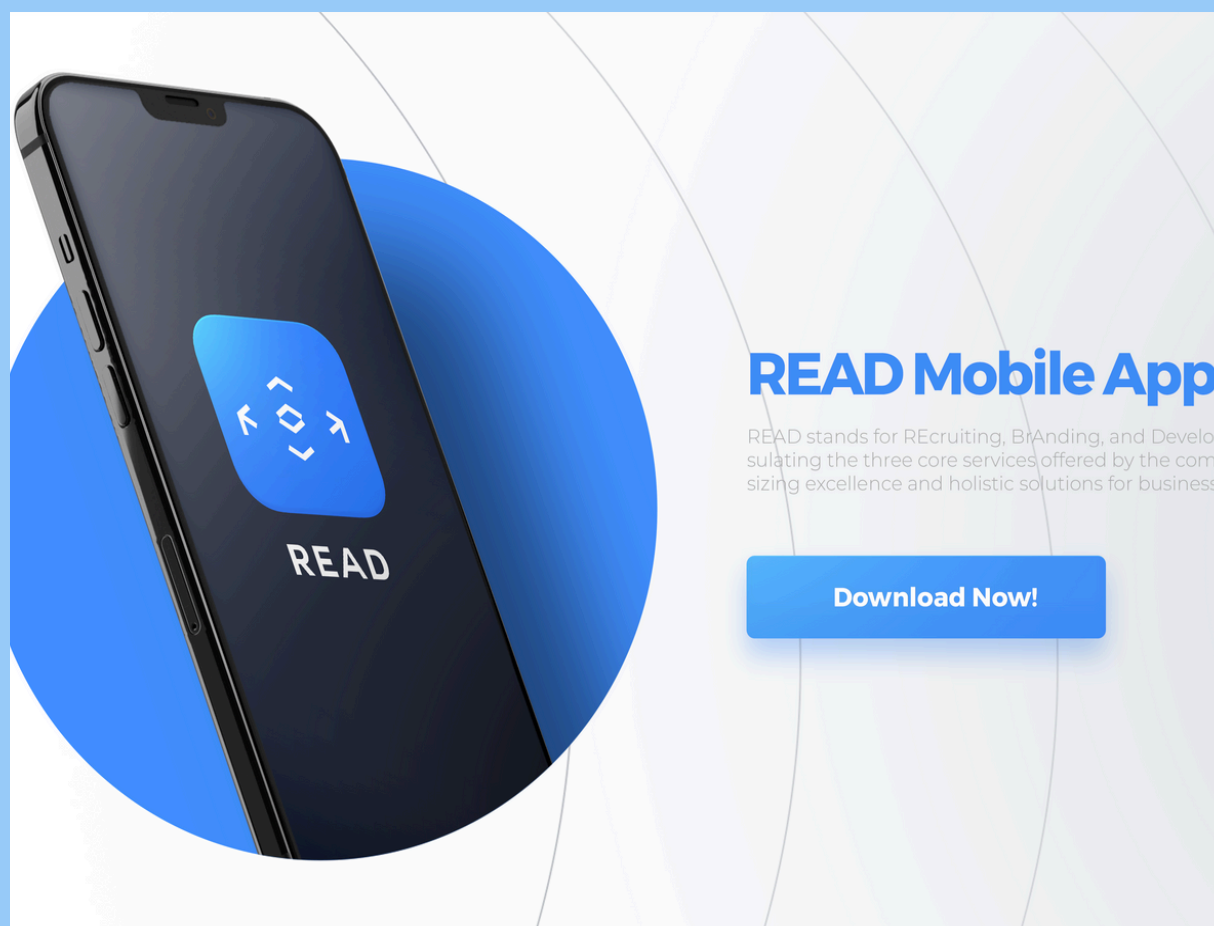 READ
READ Mobile App
READ stands for REcruiting, BrAnding, and Develo
sulating the three core services offered by the com
sizing excellence and holistic solutions for business
Download Now!